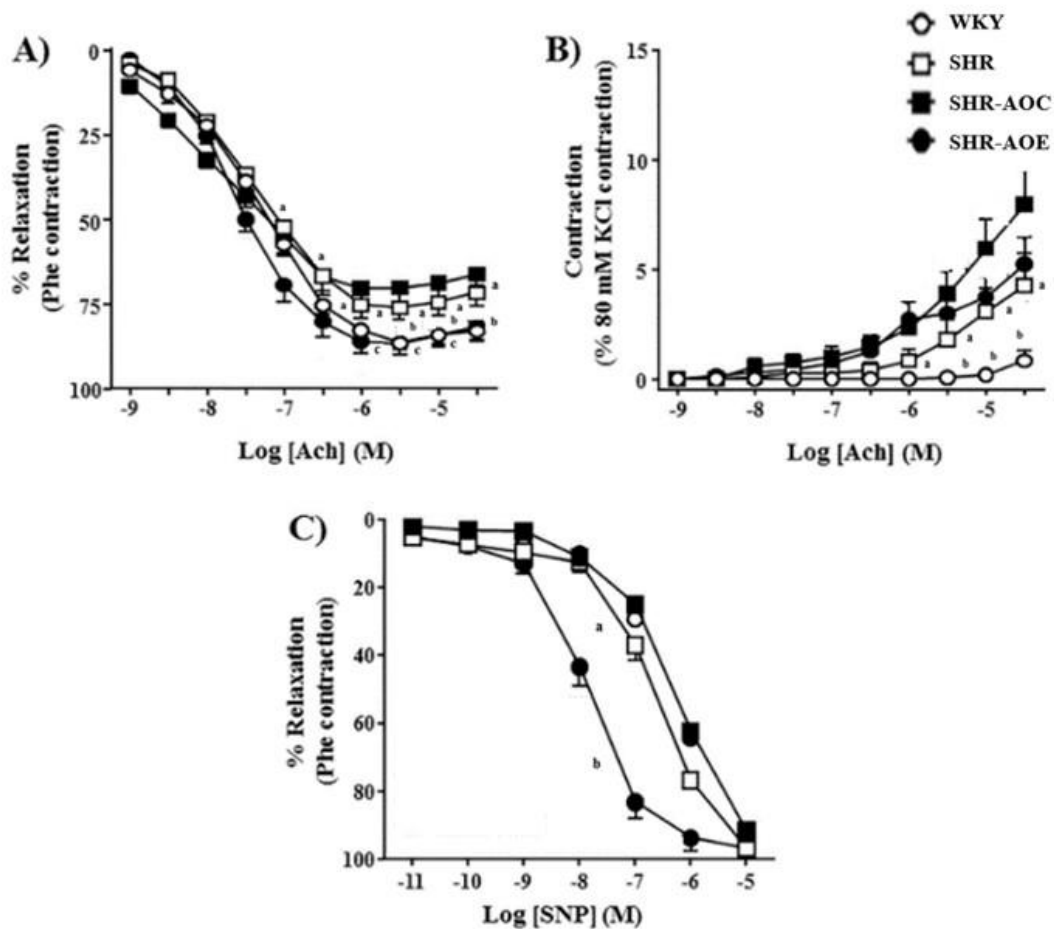 A)
0
25
50
75
100
% Relaxation
(Phe contraction)
a
a
a
a
a
a
b
b
b
c
c
c
-9
-8
-7
-6
-5
Log [Ach] (M)
B)
WKY
SHR
SHR-AOC
SHR-AOE
15
10
5
0
Contraction
(% 80 mM KCl contraction)
a
a
a
a
b
b
b
-9
-8
-7
-6
-5
Log [Ach] (M)
C)
0
20
40
60
80
100
% Relaxation
(Phe contraction)
a
b
-11
-10
-9
-8
-7
-6
-5
Log [SNP] (M)